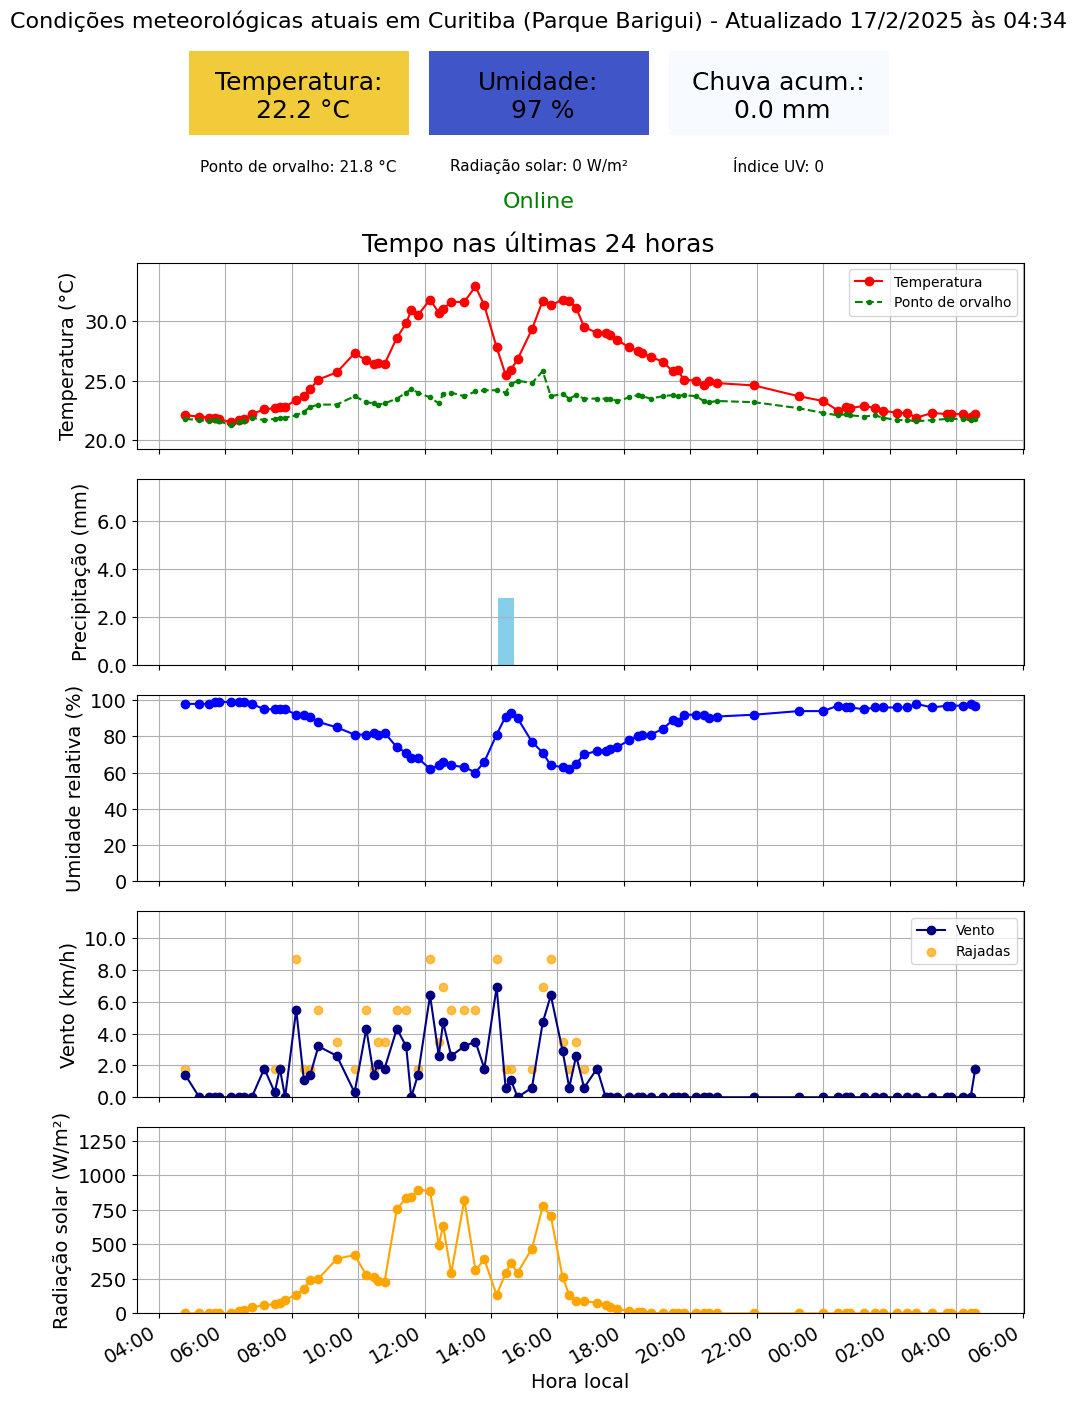 Condições meteorológicas atuais em Curitiba (Parque Barigui) - Atualizado 17/2/2025 às 04:34
Temperatura:
22.2 °C
Umidade:
97 %
Chuva acum.:
0.0 mm
Ponto de orvalho: 21.8 °C
Radiação solar: 0 W/m²
Índice UV: 0
Online
Tempo nas últimas 24 horas
Temperatura (°C)
30.0
25.0
20.0
Temperatura
Ponto de orvalho
Precipitação (mm)
6.0
4.0
2.0
0.0
Umidade relativa (%)
100
80
60
40
20
0
Vento (km/h)
10.0
8.0
6.0
4.0
2.0
0.0
Vento
Rajadas
Radiação solar (W/m²)
1250
1000
750
500
250
0
04:00
06:00
08:00
10:00
12:00
14:00
16:00
18:00
20:00
22:00
00:00
02:00
04:00
06:00
Hora local